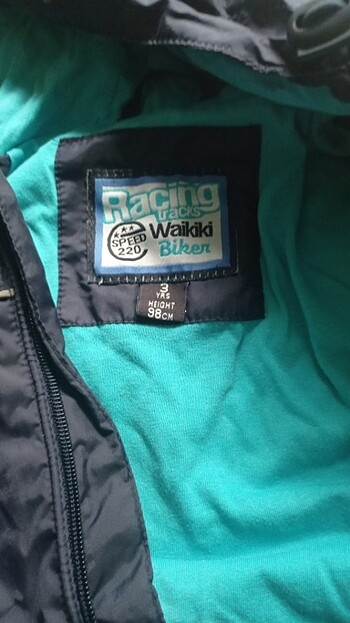 Racing
tracks
SPEED
220
Waikiki
Biker
3
YRS
HEIGHT
98CM